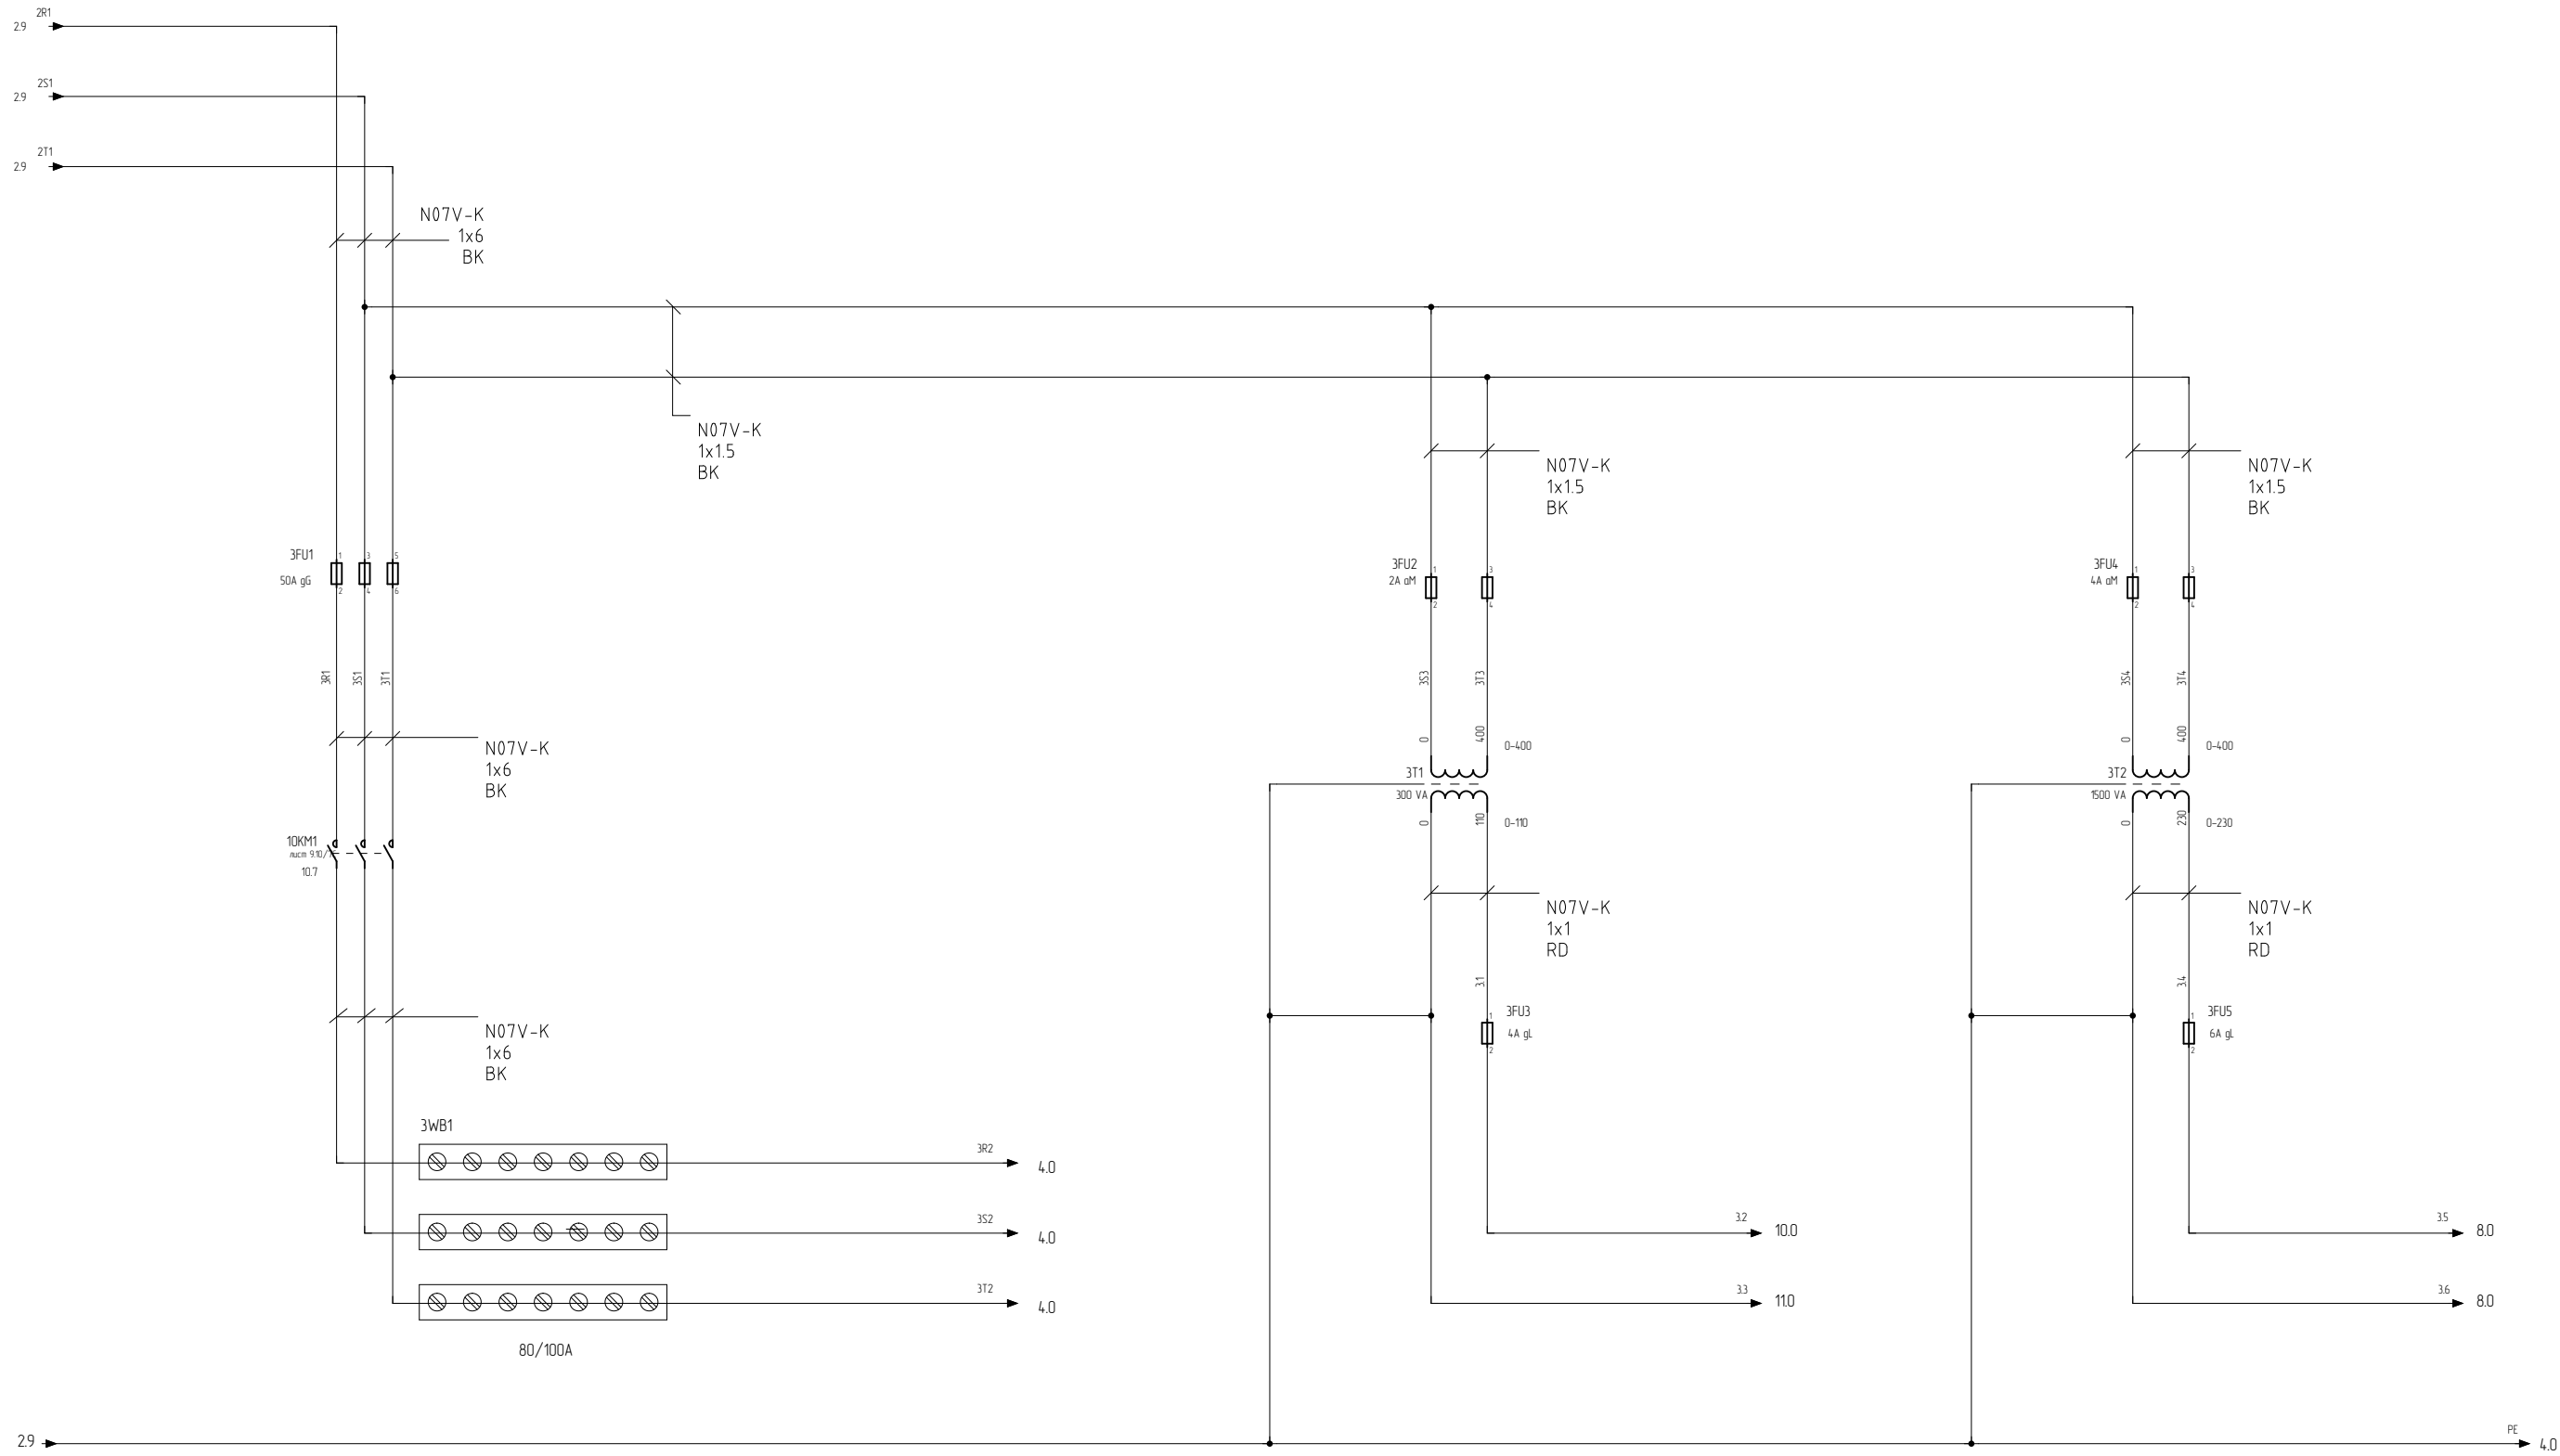 2R1
2.9
2S1
2.9
2T1
2.9
N07V-K
1x6
BK
N07V-K
1x1.5
BK
N07V-K
1x1.5
BK
N07V-K
1x1.5
BK
3FU1
50A gG
1
3
5
2
4
6
3FU2
2A aM
1
3
2
4
3FU4
4A aM
1
3
2
4
3R1
3S1
3T1
3S3
3T3
3S4
3T4
N07V-K
1x6
BK
0
400
0-400
3T1
300 VA
0
110
0-110
0
400
0-400
3T2
1500 VA
0
230
0-230
10KM1
лист 9.10/
10.7
N07V-K
1x1
RD
N07V-K
1x1
RD
3.1
3.4
N07V-K
1x6
BK
3FU3
4A gL
1
2
3FU5
6A gL
1
2
3WB1
3R2
4.0
3S2
4.0
3T2
4.0
80/100A
3.2
10.0
3.3
11.0
3.5
8.0
3.6
8.0
2.9
PE
4.0